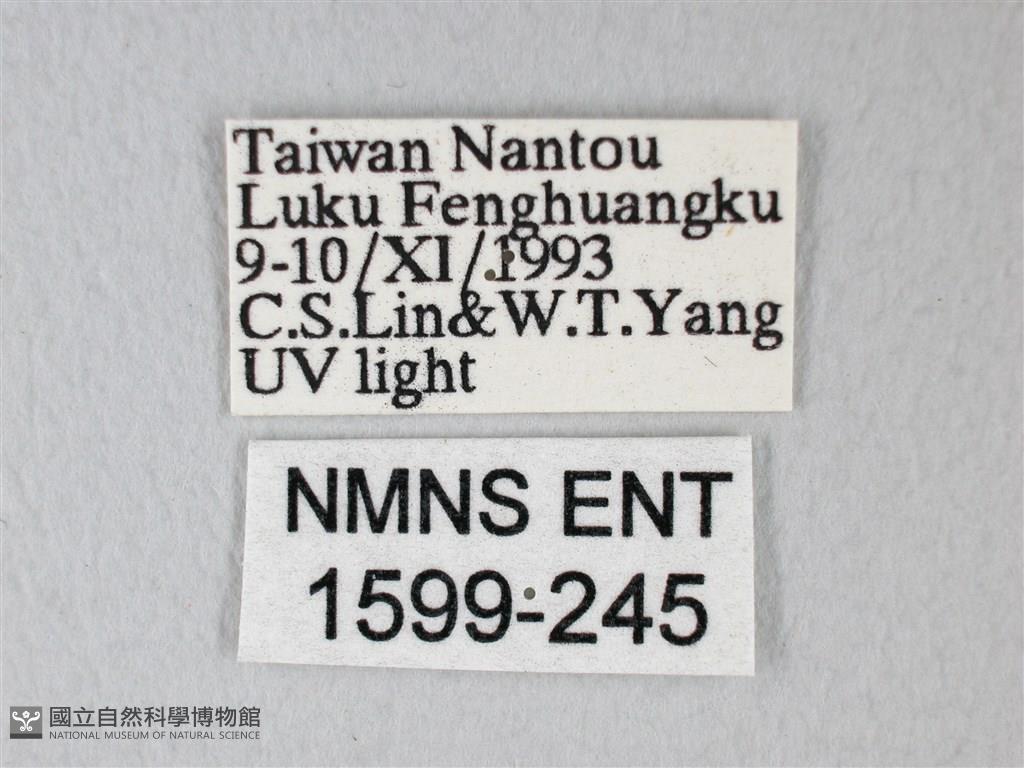 Taiwan Nantou
Luku Fenghuangku
9-10/XI/1993
C.S.Lin&W.T.Yang
UV light
NMNS ENT
1599-245
國立自然科學博物館
NATIONAL MUSEUM OF NATURAL SCIENCE